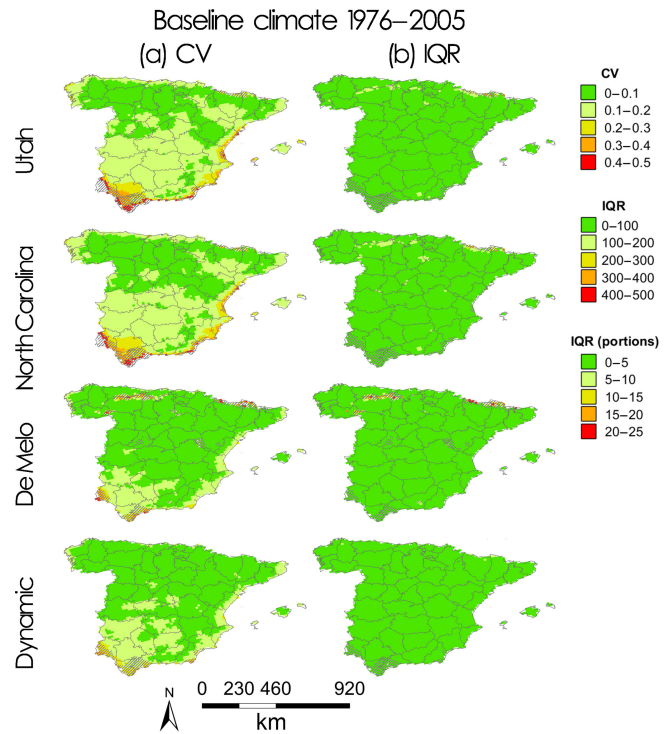 Baseline climate 1976–2005
(a) CV
(b) IQR
Utah
North Carolina
De Melo
Dynamic
CV
0–0.1
0.1–0.2
0.2–0.3
0.3–0.4
0.4–0.5
IQR
0–100
100–200
200–300
300–400
400–500
IQR (portions)
0–5
5–10
10–15
15–20
20–25
N
0 230 460 920
km